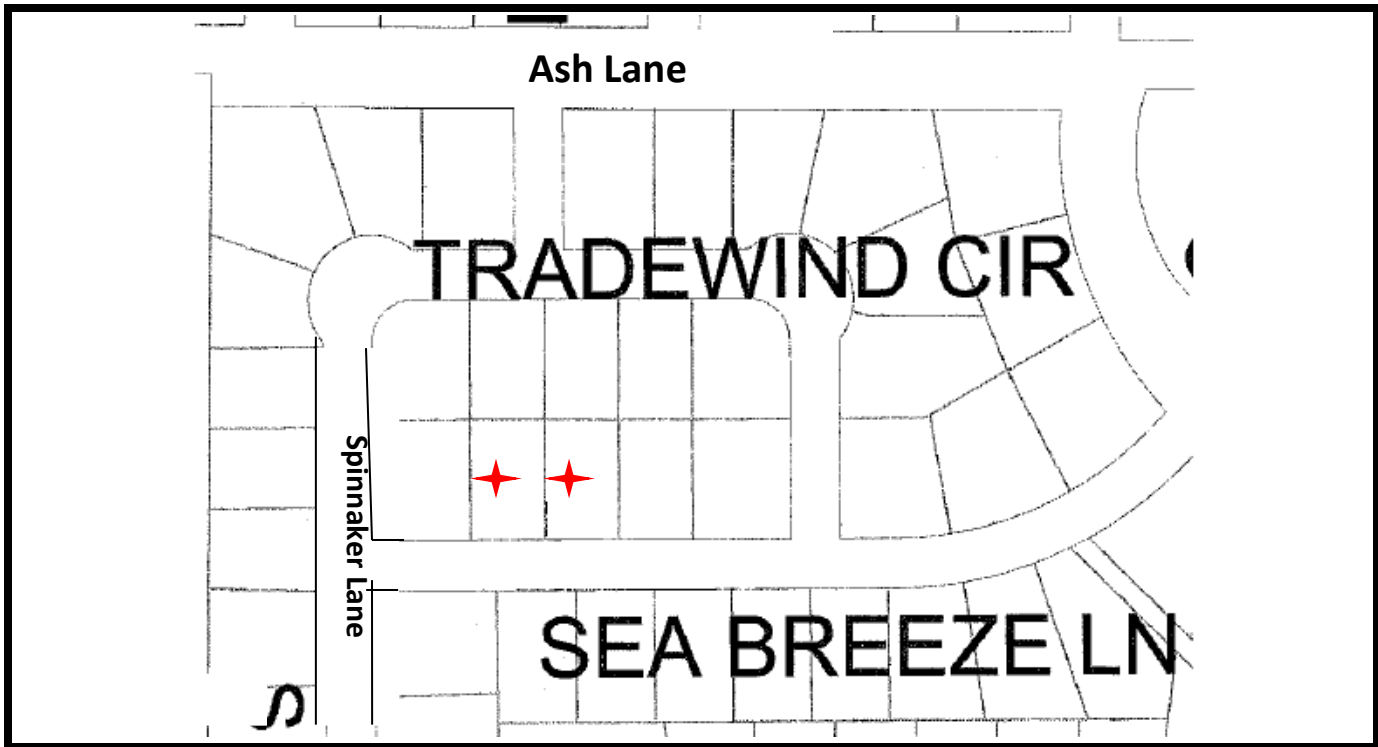 Ash Lane
TRADEWIND CIR
Spinnaker Lane
SEA BREEZE LN
S